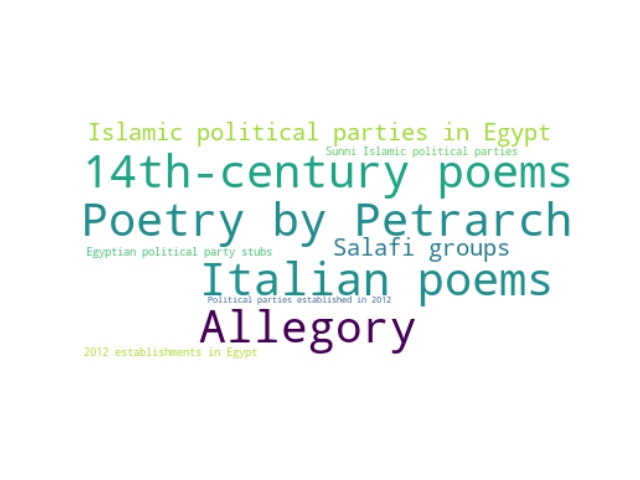 Islamic political parties in Egypt
Sunni Islamic political parties
14th-century poems
Poetry by Petrarch
Salafi groups
Egyptian political party stubs
Italian poems
Political parties established in 2012
Allegory
2012 establishments in Egypt